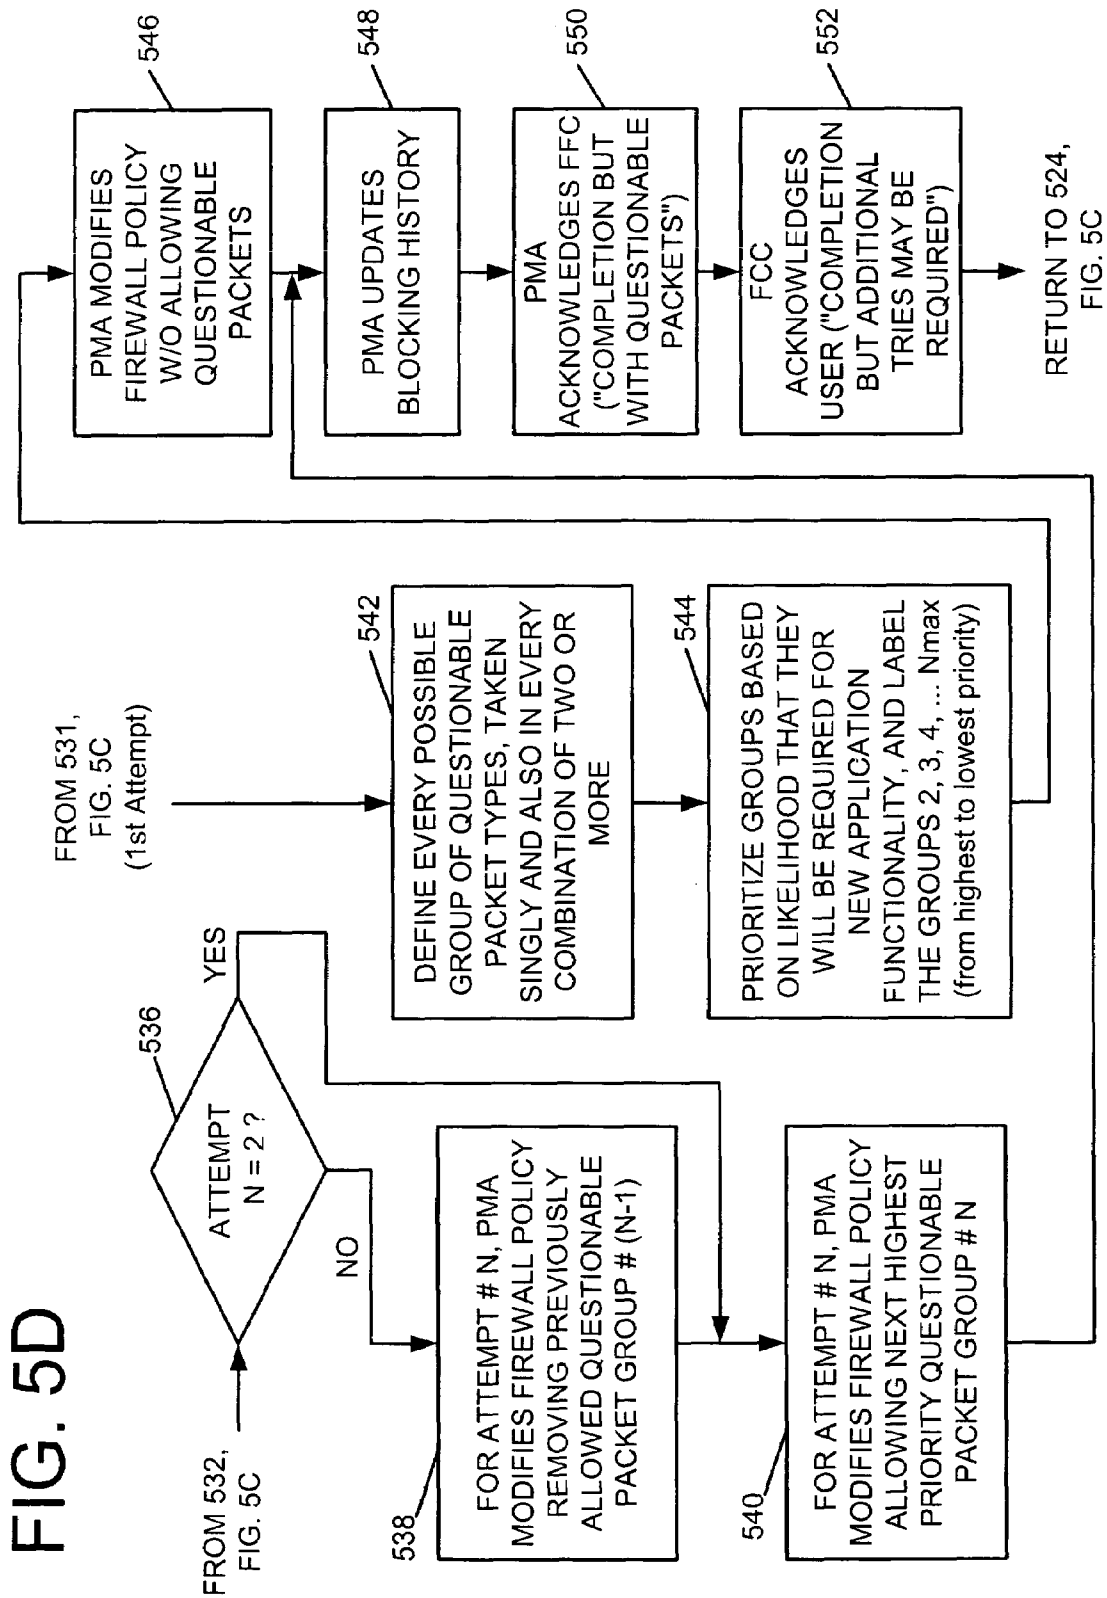 FIG. 5D
FROM 532,
FIG. 5C
536
ATTEMPT
N = 2 ?
YES
NO
538
FOR ATTEMPT # N, PMA
MODIFIES FIREWALL POLICY
REMOVING PREVIOUSLY
ALLOWED QUESTIONABLE
PACKET GROUP # (N-1)
540
FOR ATTEMPT # N, PMA
MODIFIES FIREWALL POLICY
ALLOWING NEXT HIGHEST
PRIORITY QUESTIONABLE
PACKET GROUP # N
FROM 531,
FIG. 5C
(1st Attempt)
542
DEFINE EVERY POSSIBLE
GROUP OF QUESTIONABLE
PACKET TYPES, TAKEN
SINGLY AND ALSO IN EVERY
COMBINATION OF TWO OR
MORE
544
PRIORITIZE GROUPS BASED
ON LIKELIHOOD THAT THEY
WILL BE REQUIRED FOR
NEW APPLICATION
FUNCTIONALITY, AND LABEL
THE GROUPS 2, 3, 4, ... Nmax
(from highest to lowest priority)
546
PMA MODIFIES
FIREWALL POLICY
W/O ALLOWING
QUESTIONABLE
PACKETS
548
PMA UPDATES
BLOCKING HISTORY
550
PMA
ACKNOWLEDGES FFC
("COMPLETION BUT
WITH QUESTIONABLE
PACKETS")
552
FCC
ACKNOWLEDGES
USER ("COMPLETION
BUT ADDITIONAL
TRIES MAY BE
REQUIRED")
RETURN TO 524,
FIG. 5C